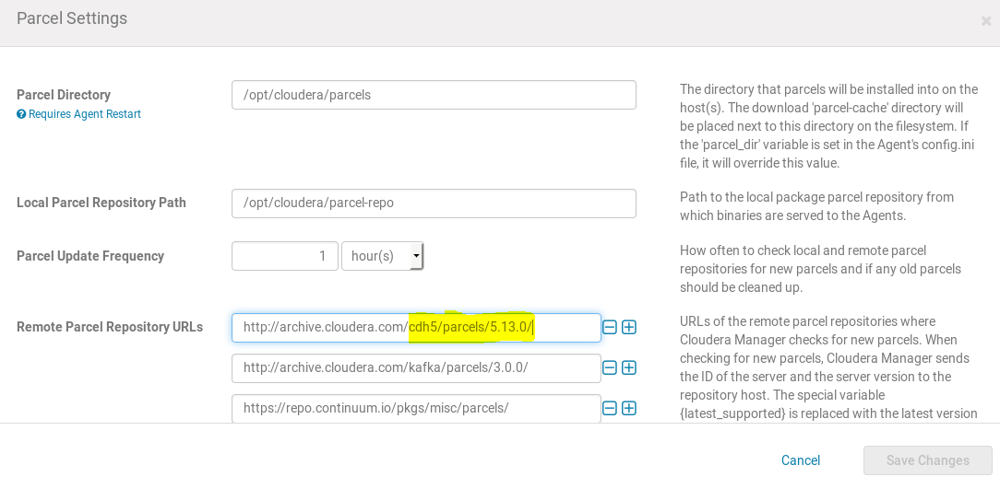 Parcel Settings
Parcel Directory
Requires Agent Restart
/opt/cloudera/parcels
The directory that parcels will be installed into on the
host(s). The download 'parcel-cache' directory will
be placed next to this directory on the filesystem. If
the 'parcel_dir' variable is set in the Agent's config.ini
file, it will override this value.
Local Parcel Repository Path
/opt/cloudera/parcel-repo
Path to the local package parcel repository from
which binaries are served to the Agents.
Parcel Update Frequency
1
hour(s)
How often to check local and remote parcel
repositories for new parcels and if any old parcels
should be cleaned up.
Remote Parcel Repository URLs
http://archive.cloudera.com/cdh5/parcels/5.13.0/
http://archive.cloudera.com/kafka/parcels/3.0.0/
https://repo.continuum.io/pkgs/misc/parcels/
URLs of the remote parcel repositories where
Cloudera Manager checks for new parcels. When
checking for new parcels, Cloudera Manager sends
the ID of the server and the server version to the
repository host. The special variable
{latest_supported} is replaced with the latest version
Cancel
Save Changes